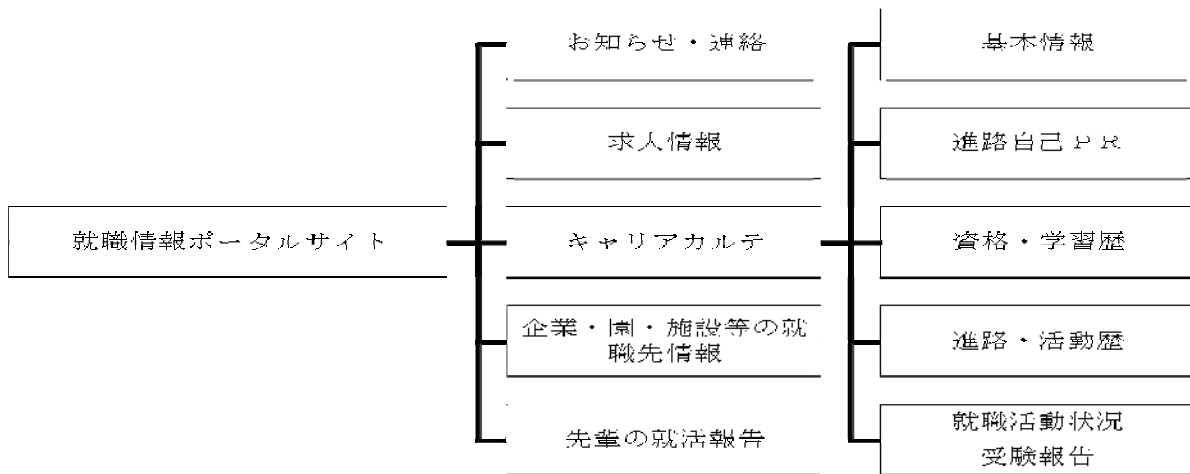 就職情報ポータルサイト
お知らせ・連絡
求人情報
キャリアカルテ
企業・園・施設等の就
職先情報
先輩の就活報告
基本情報
進路自己ＰＲ
資格・学習歴
進路・活動歴
就職活動状況
受験報告